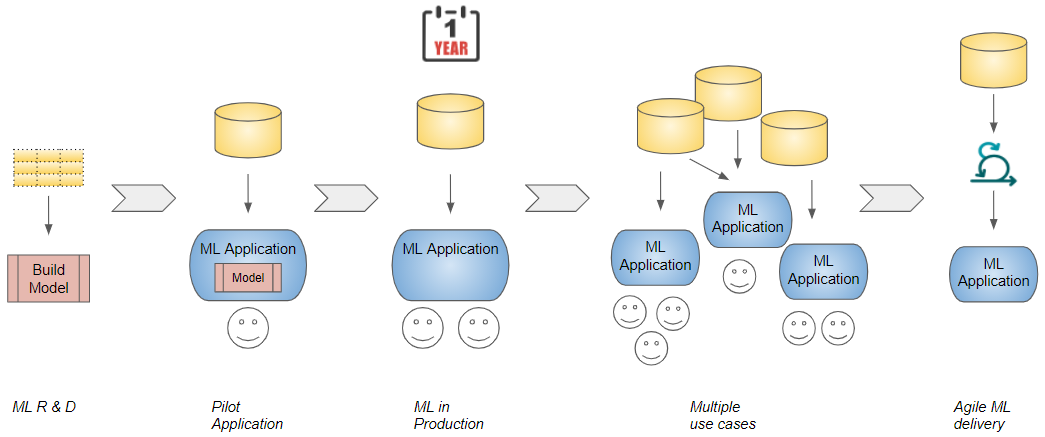 1
YEAR
Build
Model
ML Application
Model
ML Application
ML
Application
ML
Application
ML
Application
ML
Application
ML R & D
Pilot
Application
ML in
Production
Multiple
use cases
Agile ML
delivery